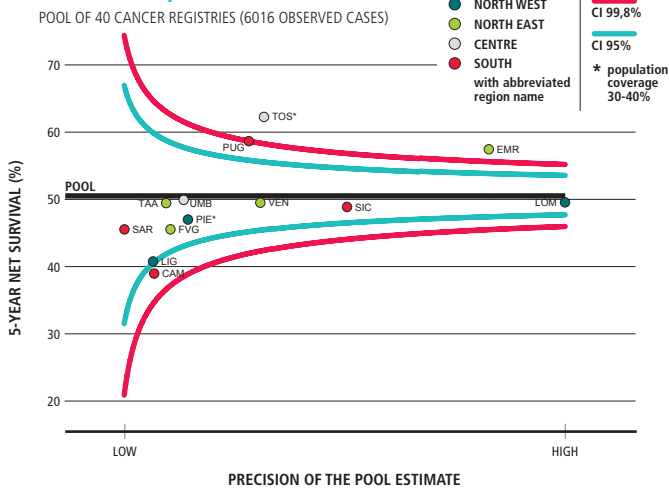 POOL OF 40 CANCER REGISTRIES (6016 OBSERVED CASES)
NORTH WEST
NORTH EAST
CENTRE
SOUTH
with abbreviated
region name
CI 99,8%
CI 95%
* population
coverage
30-40%
5-YEAR NET SURVIVAL (%)
70
60
50
40
30
20
POOL
TOS*
PUG
EMR
TAA
UMB
VEN
SIC
LOM
PIE*
SAR
FVG
LIG
CAM
LOW
HIGH
PRECISION OF THE POOL ESTIMATE